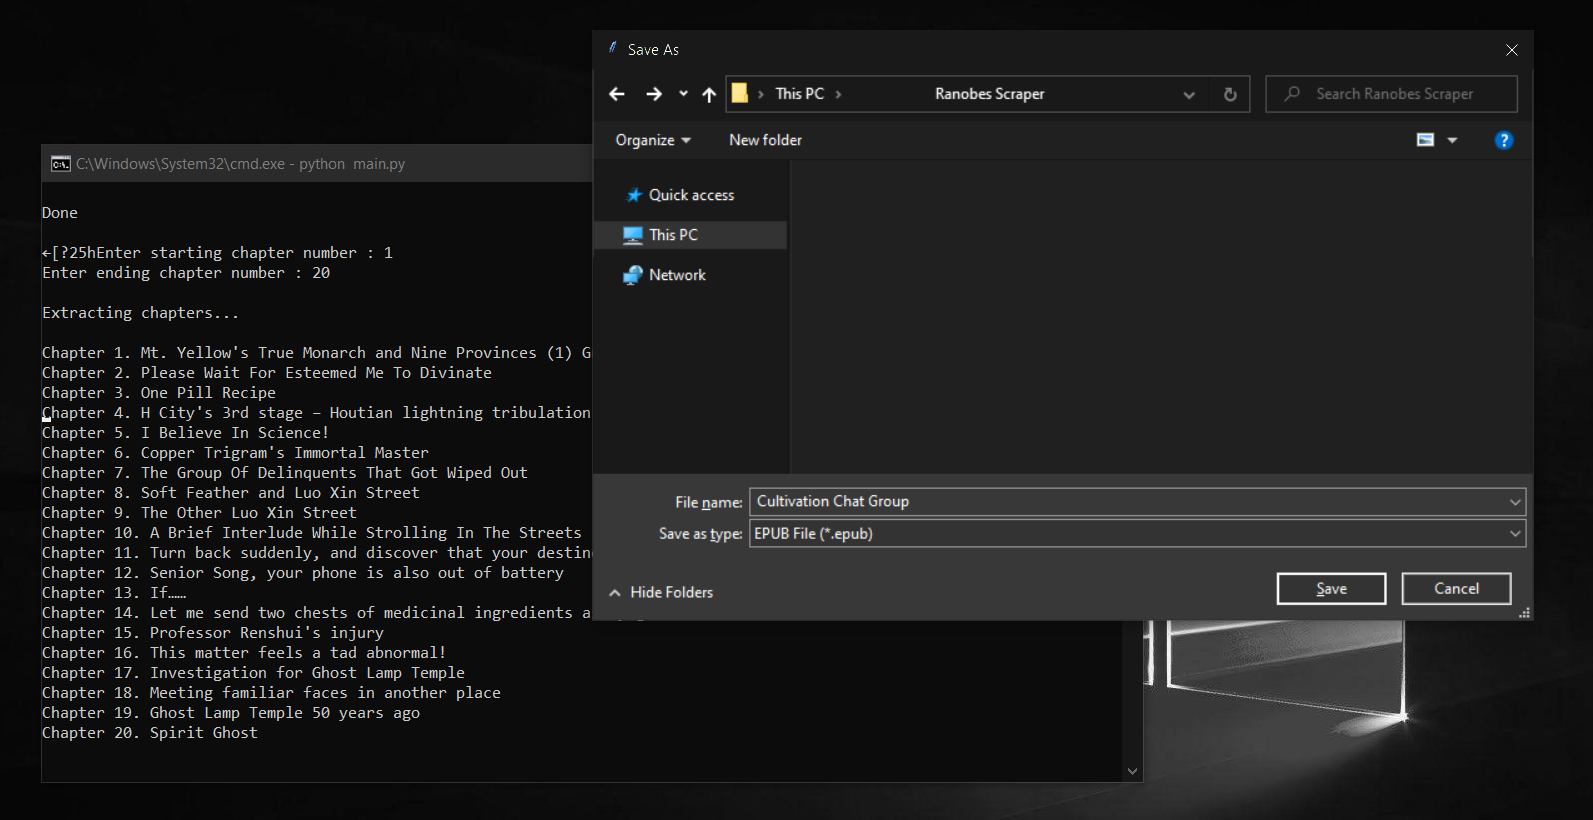 Save As
This PC
Ranobes Scraper
Search Ranobes Scraper
Organize
New folder
?
Quick access
This PC
Network
File name: Cultivation Chat Group
Save as type: EPUB File (*.epub)
Hide Folders
Save
Cancel
C:\Windows\System32\cmd.exe - python  main.py
Done
←[?25hEnter starting chapter number : 1
Enter ending chapter number : 20
Extracting chapters...
Chapter 1. Mt. Yellow's True Monarch and Nine Provinces (1) G
Chapter 2. Please Wait For Esteemed Me To Divinate
Chapter 3. One Pill Recipe
Chapter 4. H City's 3rd stage – Houtian lightning tribulation
Chapter 5. I Believe In Science!
Chapter 6. Copper Trigram's Immortal Master
Chapter 7. The Group Of Delinquents That Got Wiped Out
Chapter 8. Soft Feather and Luo Xin Street
Chapter 9. The Other Luo Xin Street
Chapter 10. A Brief Interlude While Strolling In The Streets
Chapter 11. Turn back suddenly, and discover that your destin
Chapter 12. Senior Song, your phone is also out of battery
Chapter 13. If……
Chapter 14. Let me send two chests of medicinal ingredients a
Chapter 15. Professor Renshui's injury
Chapter 16. This matter feels a tad abnormal!
Chapter 17. Investigation for Ghost Lamp Temple
Chapter 18. Meeting familiar faces in another place
Chapter 19. Ghost Lamp Temple 50 years ago
Chapter 20. Spirit Ghost